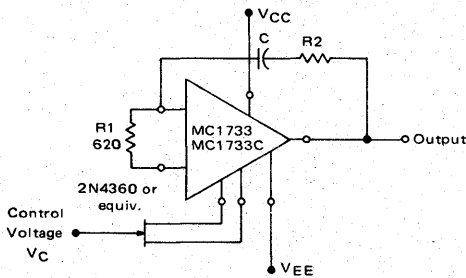 VCC
C
R2
R1
620
MC1733
MC1733C
Output
2N4360 or
equiv.
Control
Voltage
VC
VEE